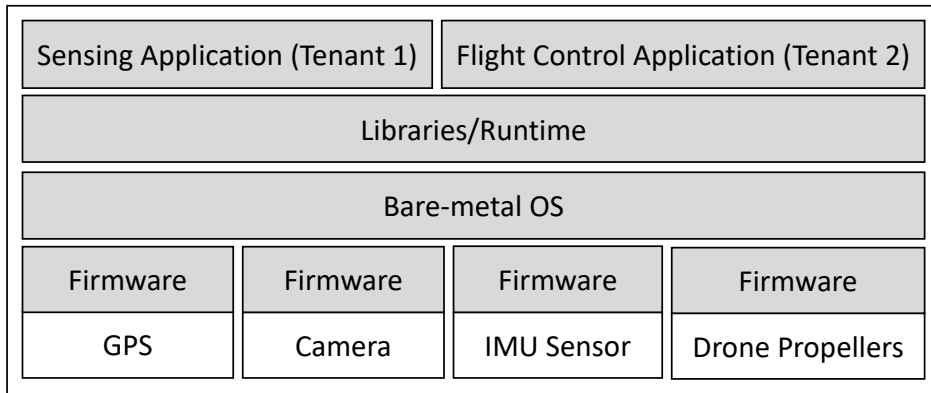 Sensing Application (Tenant 1)
Flight Control Application (Tenant 2)
Libraries/Runtime
Bare-metal OS
Firmware
Firmware
Firmware
Firmware
GPS
Camera
IMU Sensor
Drone Propellers